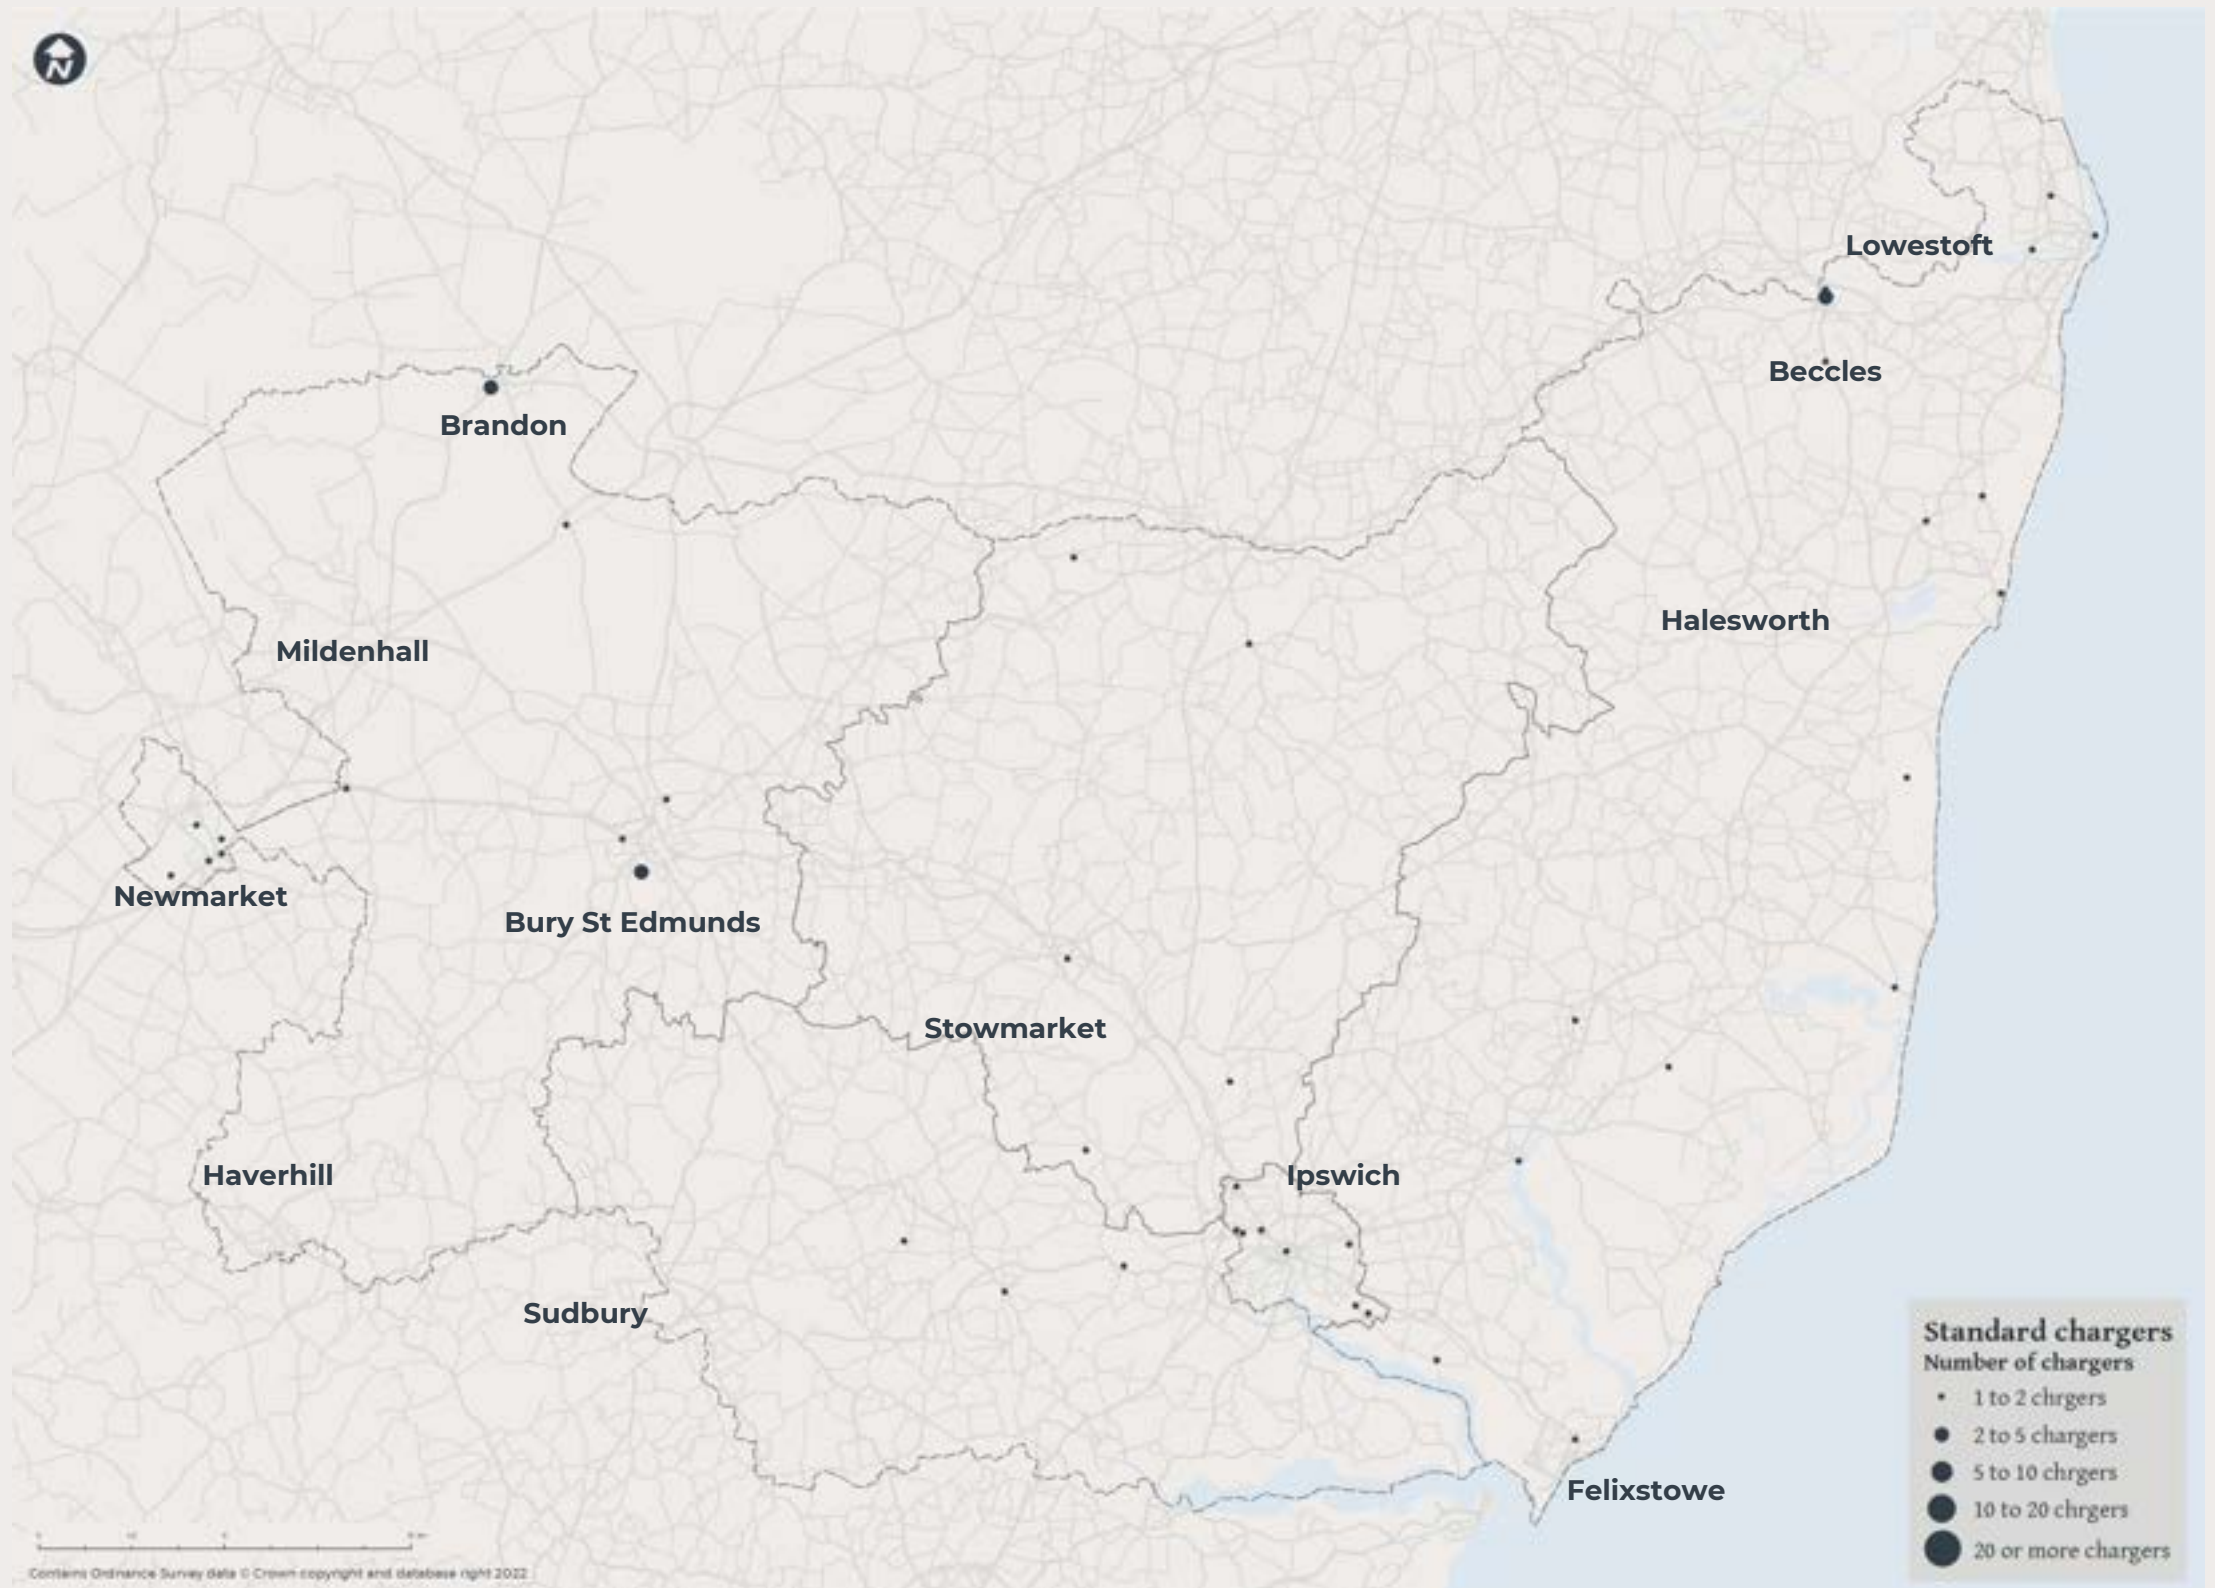 N
Lowestoft
Beccles
Brandon
Halesworth
Mildenhall
Newmarket
Bury St Edmunds
Stowmarket
Haverhill
Ipswich
Sudbury
Felixstowe
Standard chargers
Number of chargers
1 to 2 chrgers
2 to 5 chargers
5 to 10 chrgers
10 to 20 chrgers
20 or more chargers
Contains Ordnance Survey data © Crown copyright and database right 2022